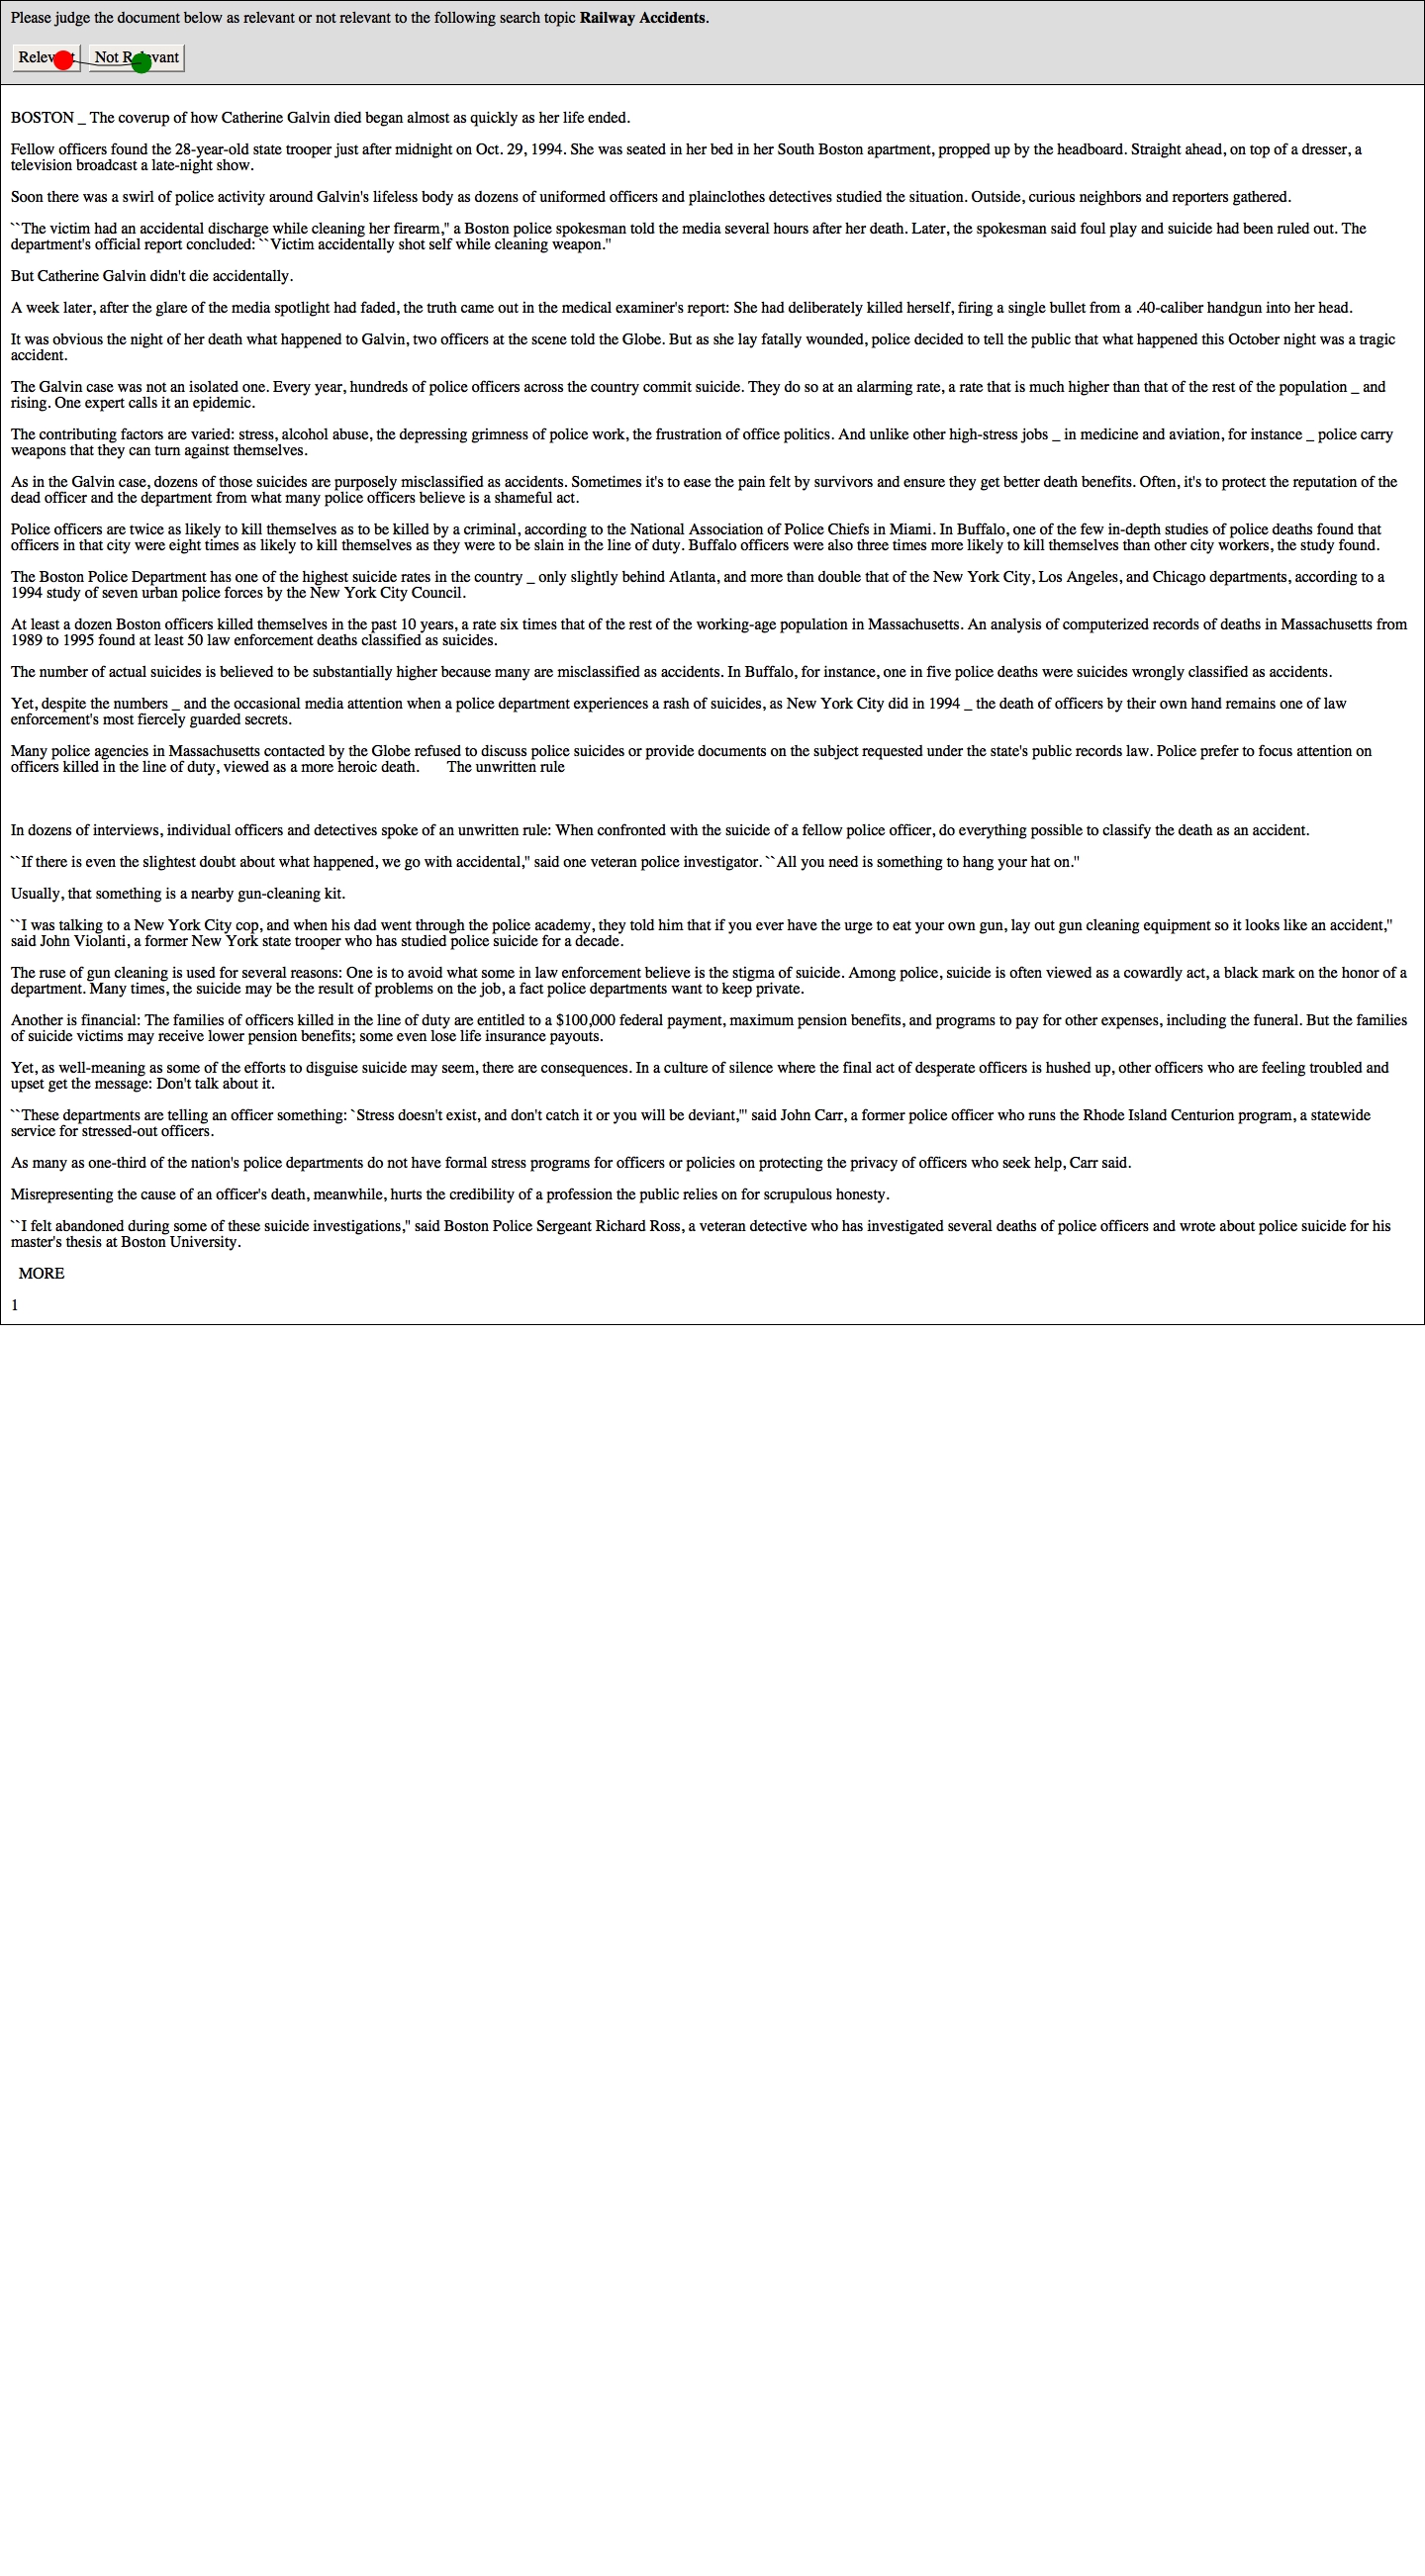 Please judge the document below as relevant or not relevant to the following search topic Railway Accidents.
BOSTON _ The coverup of how Catherine Galvin died began almost as quickly as her life ended.
Fellow officers found the 28-year-old state trooper just after midnight on Oct. 29, 1994. She was seated in her bed in her South Boston apartment, propped up by the headboard. Straight ahead, on top of a dresser, a
television broadcast a late-night show.
Soon there was a swirl of police activity around Galvin's lifeless body as dozens of uniformed officers and plainclothes detectives studied the situation. Outside, curious neighbors and reporters gathered.
``The victim had an accidental discharge while cleaning her firearm,'' a Boston police spokesman told the media several hours after her death. Later, the spokesman said foul play and suicide had been ruled out. The
department's official report concluded: ``Victim accidentally shot self while cleaning weapon.''
But Catherine Galvin didn't die accidentally.
A week later, after the glare of the media spotlight had faded, the truth came out in the medical examiner's report: She had deliberately killed herself, firing a single bullet from a .40-caliber handgun into her head.
It was obvious the night of her death what happened to Galvin, two officers at the scene told the Globe. But as she lay fatally wounded, police decided to tell the public that what happened this October night was a tragic
accident.
The Galvin case was not an isolated one. Every year, hundreds of police officers across the country commit suicide. They do so at an alarming rate, a rate that is much higher than that of the rest of the population _ and
rising. One expert calls it an epidemic.
The contributing factors are varied: stress, alcohol abuse, the depressing grimness of police work, the frustration of office politics. And unlike other high-stress jobs _ in medicine and aviation, for instance _ police carry
weapons that they can turn against themselves.
As in the Galvin case, dozens of those suicides are purposely misclassified as accidents. Sometimes it's to ease the pain felt by survivors and ensure they get better death benefits. Often, it's to protect the reputation of the
dead officer and the department from what many police officers believe is a shameful act.
Police officers are twice as likely to kill themselves as to be killed by a criminal, according to the National Association of Police Chiefs in Miami. In Buffalo, one of the few in-depth studies of police deaths found that
officers in that city were eight times as likely to kill themselves as they were to be slain in the line of duty. Buffalo officers were also three times more likely to kill themselves than other city workers, the study found.
The Boston Police Department has one of the highest suicide rates in the country _ only slightly behind Atlanta, and more than double that of the New York City, Los Angeles, and Chicago departments, according to a
1994 study of seven urban police forces by the New York City Council.
At least a dozen Boston officers killed themselves in the past 10 years, a rate six times that of the rest of the working-age population in Massachusetts. An analysis of computerized records of deaths in Massachusetts from
1989 to 1995 found at least 50 law enforcement deaths classified as suicides.
The number of actual suicides is believed to be substantially higher because many are misclassified as accidents. In Buffalo, for instance, one in five police deaths were suicides wrongly classified as accidents.
Yet, despite the numbers _ and the occasional media attention when a police department experiences a rash of suicides, as New York City did in 1994 _ the death of officers by their own hand remains one of law
enforcement's most fiercely guarded secrets.
Many police agencies in Massachusetts contacted by the Globe refused to discuss police suicides or provide documents on the subject requested under the state's public records law. Police prefer to focus attention on
officers killed in the line of duty, viewed as a more heroic death. The unwritten rule
In dozens of interviews, individual officers and detectives spoke of an unwritten rule: When confronted with the suicide of a fellow police officer, do everything possible to classify the death as an accident.
``If there is even the slightest doubt about what happened, we go with accidental,'' said one veteran police investigator. ``All you need is something to hang your hat on.''
Usually, that something is a nearby gun-cleaning kit.
``I was talking to a New York City cop, and when his dad went through the police academy, they told him that if you ever have the urge to eat your own gun, lay out gun cleaning equipment so it looks like an accident,''
said John Violanti, a former New York state trooper who has studied police suicide for a decade.
The ruse of gun cleaning is used for several reasons: One is to avoid what some in law enforcement believe is the stigma of suicide. Among police, suicide is often viewed as a cowardly act, a black mark on the honor of a
department. Many times, the suicide may be the result of problems on the job, a fact police departments want to keep private.
Another is financial: The families of officers killed in the line of duty are entitled to a $100,000 federal payment, maximum pension benefits, and programs to pay for other expenses, including the funeral. But the families
of suicide victims may receive lower pension benefits; some even lose life insurance payouts.
Yet, as well-meaning as some of the efforts to disguise suicide may seem, there are consequences. In a culture of silence where the final act of desperate officers is hushed up, other officers who are feeling troubled and
upset get the message: Don't talk about it.
``These departments are telling an officer something: `Stress doesn't exist, and don't catch it or you will be deviant,''' said John Carr, a former police officer who runs the Rhode Island Centurion program, a statewide
service for stressed-out officers.
As many as one-third of the nation's police departments do not have formal stress programs for officers or policies on protecting the privacy of officers who seek help, Carr said.
Misrepresenting the cause of an officer's death, meanwhile, hurts the credibility of a profession the public relies on for scrupulous honesty.
``I felt abandoned during some of these suicide investigations,'' said Boston Police Sergeant Richard Ross, a veteran detective who has investigated several deaths of police officers and wrote about police suicide for his
master's thesis at Boston University.
MORE
1